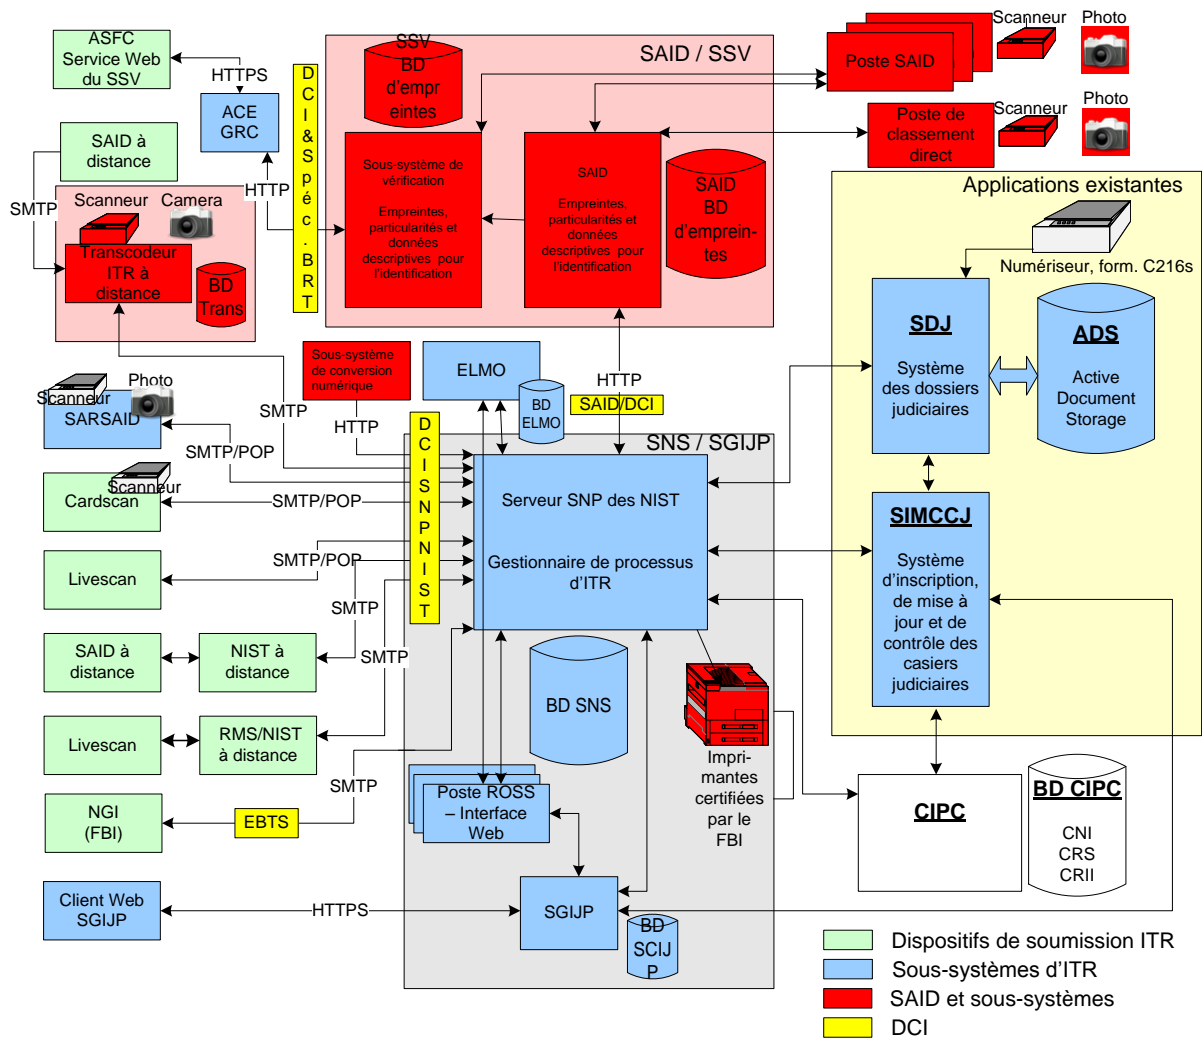 ASFC
Service Web
du SSV
HTTPS
ACE
GRC
SAID à
distance
SMTP
HTTP
Scanneur
Camera
Transcodeur
ITR à
distance
BD
Trans
D
C
I
&
S
p
é
c
.
B
R
T
SAID / SSV
SSV
BD
d'empr
eintes
Sous-système de
vérification
Empreintes,
particularités et
données
descriptives pour
l'identification
SAID
Empreintes,
particularités et
données
descriptives pour
l'identification
SAID
BD
d'emprein-
tes
Poste SAID
Scanneur
Photo
Poste de
classement
direct
Scanneur
Photo
Applications existantes
Numériseur, form. C216s
SDJ
Système
des dossiers
judiciaires
ADS
Active
Document
Storage
SIMCCJ
Système
d'inscription,
de mise à
jour et de
contrôle des
casiers
judiciaires
CIPC
BD CIPC
CNI
CRS
CRII
Sous-système
de conversion
numérique
HTTP
ELMO
BD
ELMO
HTTP
SAID/DCI
SNS / SGIJP
D
C
I
S
N
P
N
I
S
T
Serveur SNP des NIST
Gestionnaire de processus
d'ITR
BD SNS
Impri-
mantes
certifiées
par le
FBI
Poste ROSS
– Interface
Web
SGIJP
BD
SCIJ
P
Photo
Scanneur
SARSAID
SMTP
SMTP/POP
Scanneur
Cardscan
SMTP/POP
Livescan
SMTP/POP
SAID à
distance
NIST à
distance
SMTP
Livescan
RMS/NIST
à distance
SMTP
NGI
(FBI)
EBTS
SMTP
Client Web
SGIJP
HTTPS
Dispositifs de soumission ITR
Sous-systèmes d'ITR
SAID et sous-systèmes
DCI